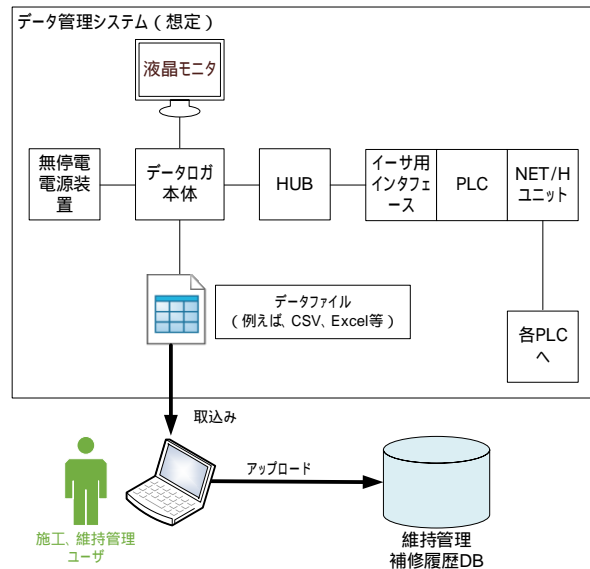 データ管理システム（想定）
液晶モニタ
無停電
電源装
置
データロガ
本体
HUB
イーサ用
インタフェ
ース
PLC
NET/H
ユニット
データファイル
（例えば、CSV、Excel等）
各PLC
へ
取込み
アップロード
施工、維持管理
ユーザ
維持管理
補修履歴DB